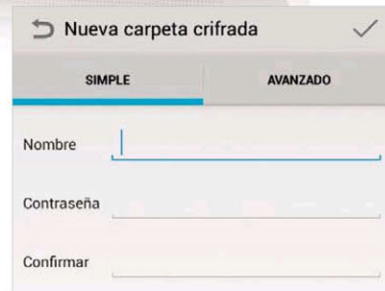 Nueva carpeta crifrada
SIMPLE AVANZADO
Nombre
Contraseña
Confirmar